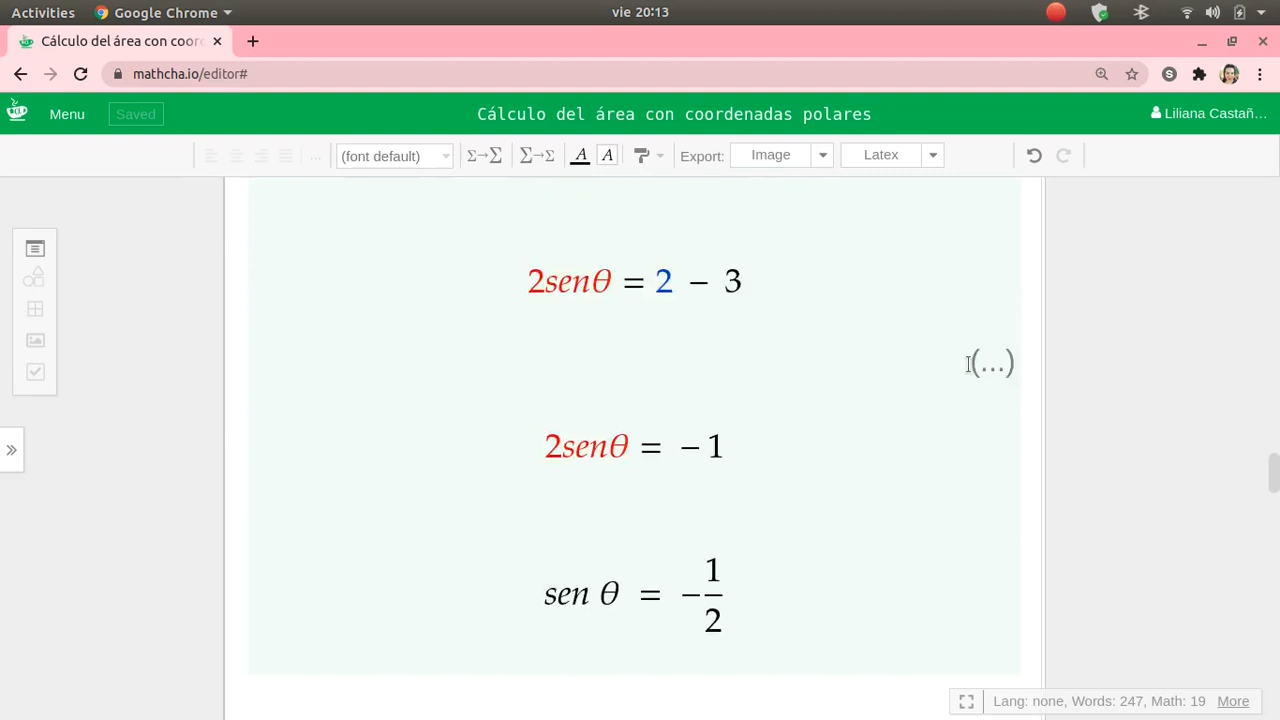 Activities Google Chrome vie 20:13
Cálculo del área con coor
mathcha.io/editor#
Menu Saved Cálculo del área con coordenadas polares Liliana Castañ...
... (font default) Σ→Σ Σ→Σ A A Export: Image Latex
2senθ = 2 − 3
(...)
2senθ = − 1
sen θ = −1/2
Lang: none, Words: 247, Math: 19 More